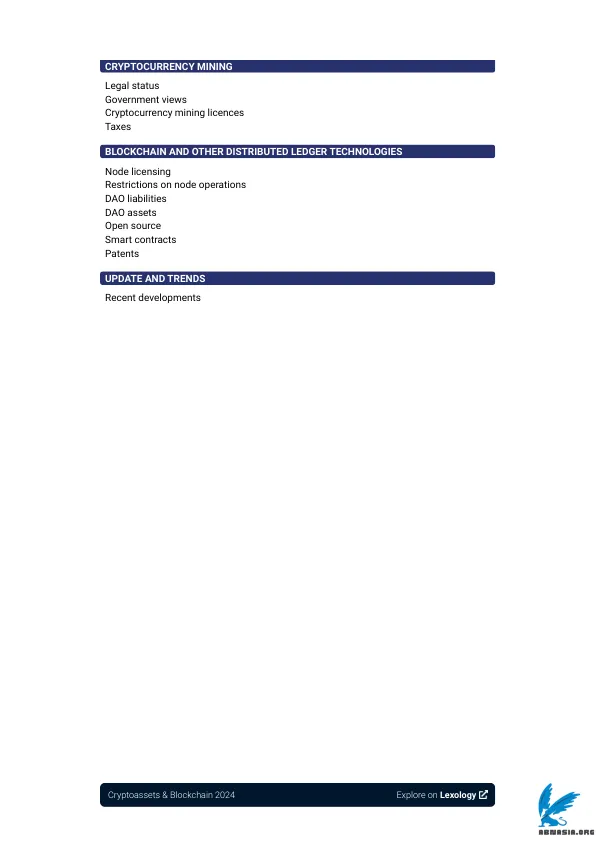 CRYPTOCURRENCY MINING
Legal status
Government views
Cryptocurrency mining licences
Taxes
BLOCKCHAIN AND OTHER DISTRIBUTED LEDGER TECHNOLOGIES
Node licensing
Restrictions on node operations
DAO liabilities
DAO assets
Open source
Smart contracts
Patents
UPDATE AND TRENDS
Recent developments
Cryptoassets & Blockchain 2024
Explore on Lexology
ABNASIA.ORG